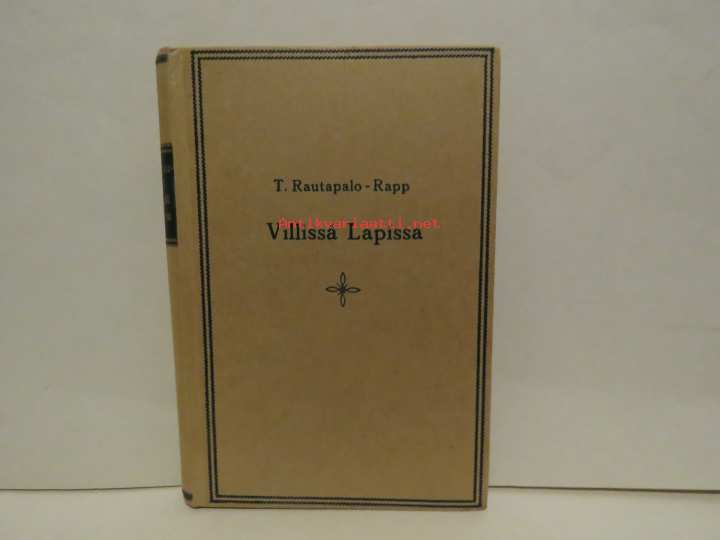 T. Rautapalo - Rapp
Antikvariaatti.net
Villissä Lapissa